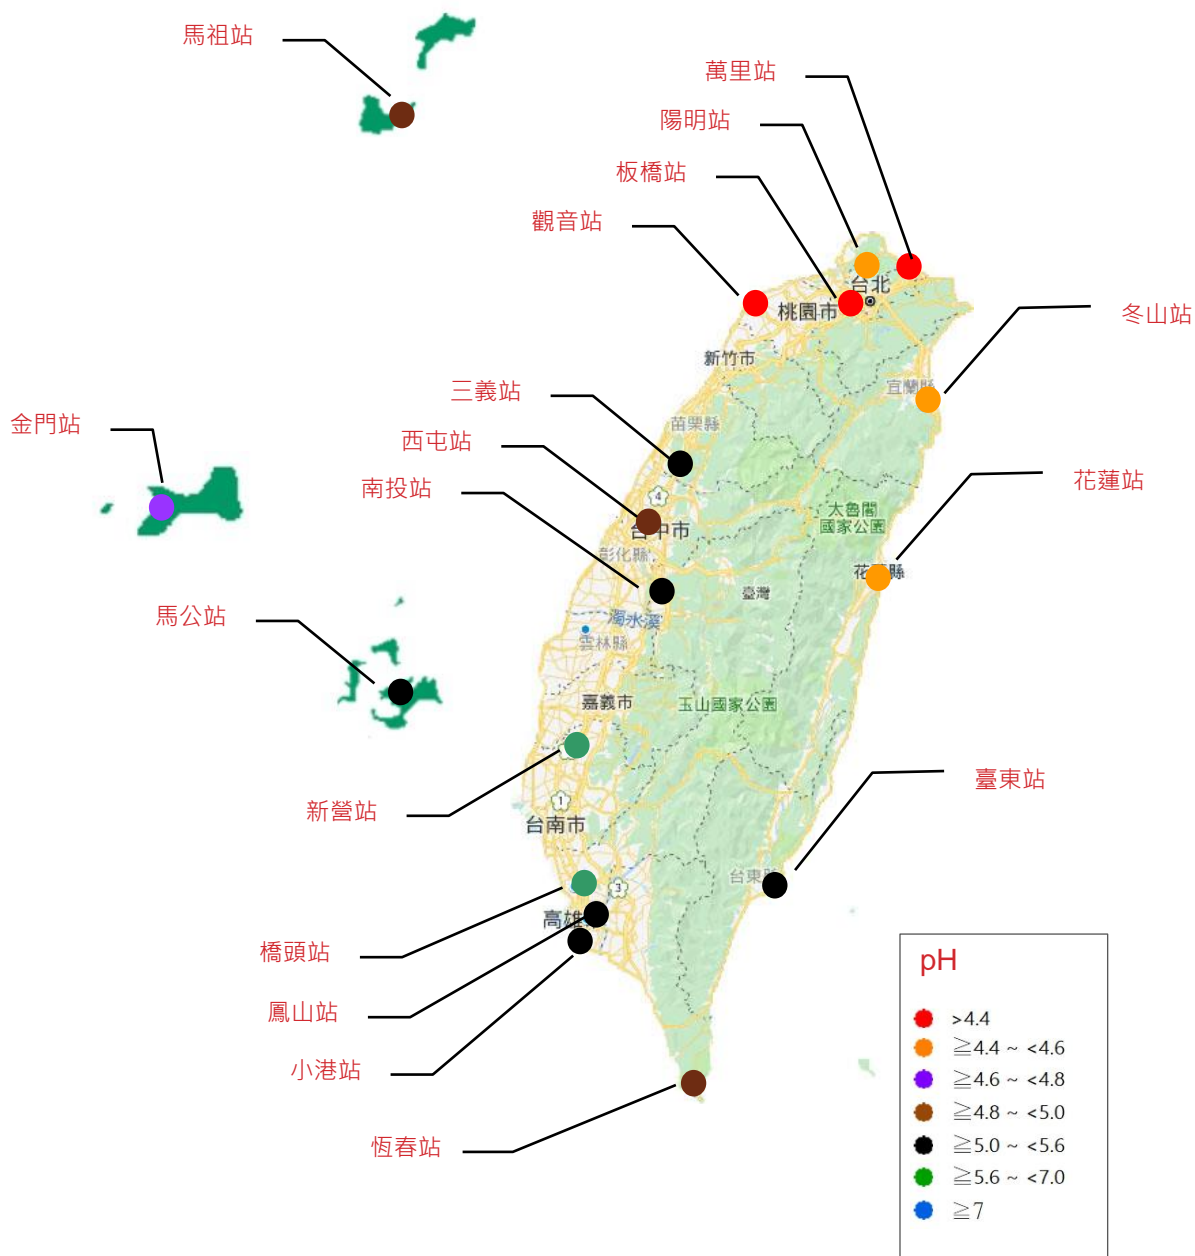 馬祖站
萬里站
陽明站
板橋站
觀音站
台北
桃園市
冬山站
新竹市
三義站
宜蘭縣
金門站
苗栗縣
西屯站
南投站
花蓮站
4
太魯閣
國家公園
台中市
彰化縣
花蓮縣
臺灣
馬公站
濁水溪
雲林縣
嘉義市
玉山國家公園
新營站
1
台南市
臺東站
台東縣
3
高雄
橋頭站
鳳山站
小港站
恆春站
pH
>4.4
≧4.4 ~ <4.6
≧4.6 ~ <4.8
≧4.8 ~ <5.0
≧5.0 ~ <5.6
≧5.6 ~ <7.0
≧7